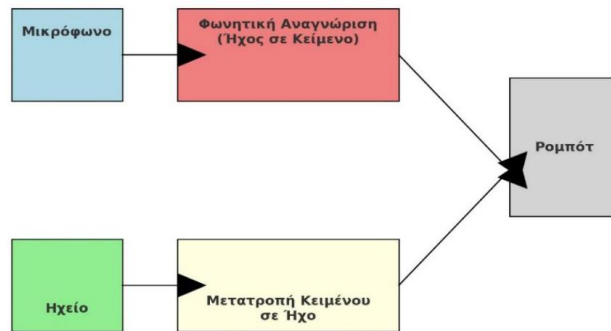 Μικρόφωνο
Φωνητική Αναγνώριση
(Ήχος σε Κείμενο)
Ρομπότ
Ηχείο
Μετατροπή Κειμένου
σε Ήχο